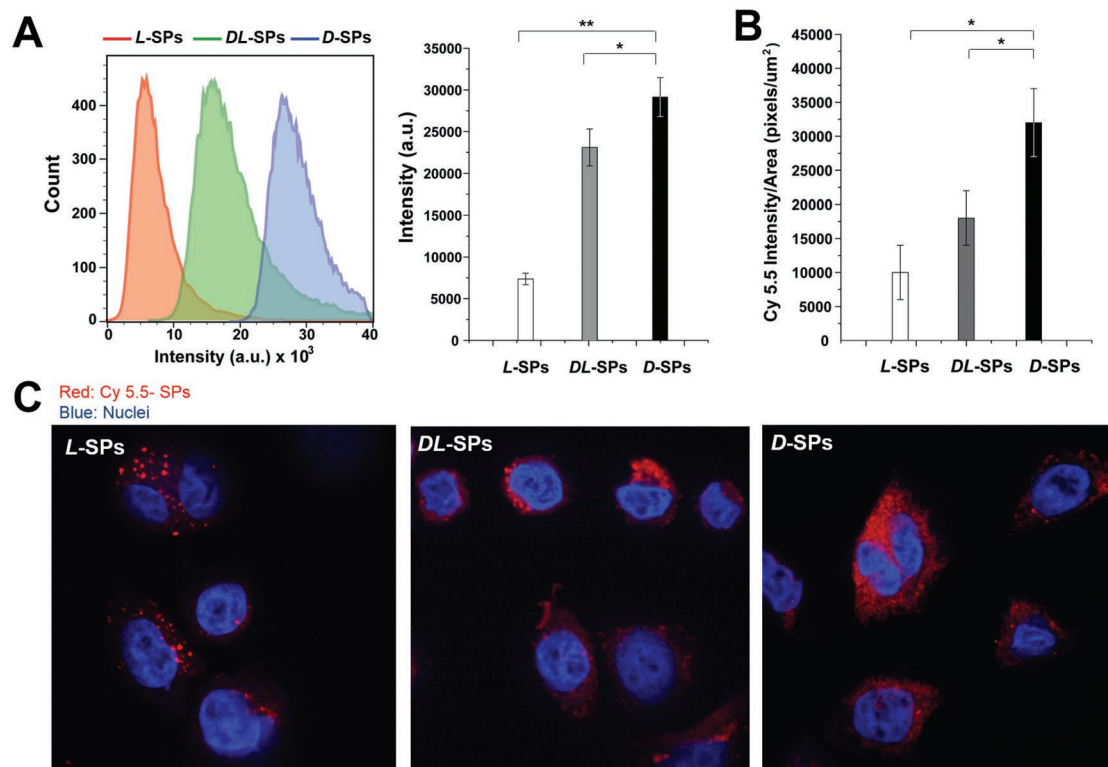 A
L-SPs DL-SPs D-SPs
Count
400
300
200
100
0
0 10 20 30 40
Intensity (a.u.) x 10³
**
*
Intensity (a.u.)
35000
30000
25000
20000
15000
10000
5000
0
L-SPs DL-SPs D-SPs
B
*
*
Cy 5.5 Intensity/Area (pixels/um²)
45000
40000
35000
30000
25000
20000
15000
10000
5000
0
L-SPs DL-SPs D-SPs
C
Red: Cy 5.5- SPs
Blue: Nuclei
L-SPs
DL-SPs
D-SPs